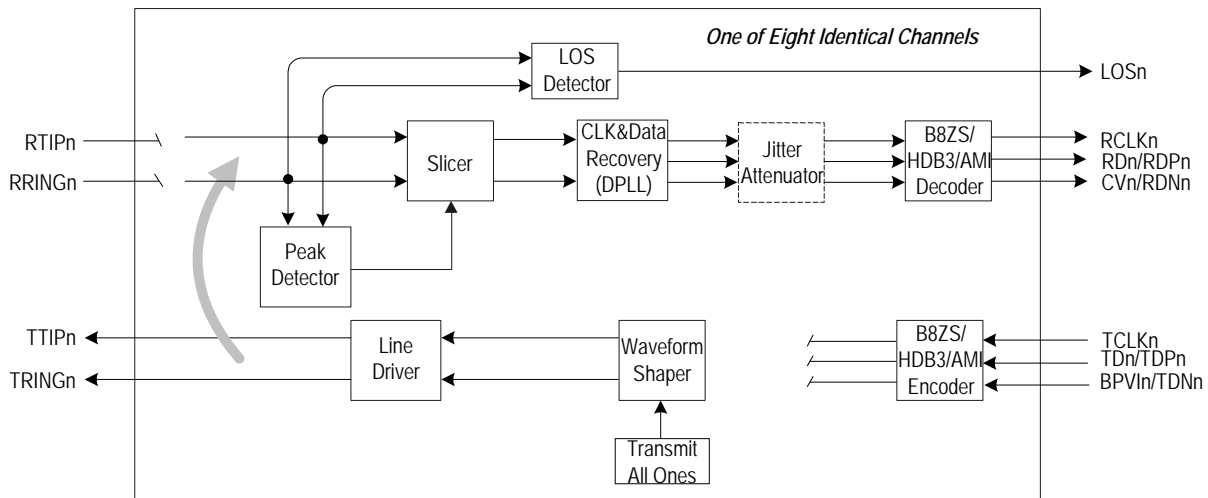 One of Eight Identical Channels
LOS
Detector
LOSn
RTIPn
RRINGn
Slicer
CLK&Data
Recovery
(DPLL)
Jitter
Attenuator
B8ZS/
HDB3/AMI
Decoder
RCLKn
RDn/RDPn
CVn/RDNn
Peak
Detector
TTIPn
TRINGn
Line
Driver
Waveform
Shaper
B8ZS/
HDB3/AMI
Encoder
TCLKn
TDn/TDPn
BPVIn/TDNn
Transmit
All Ones